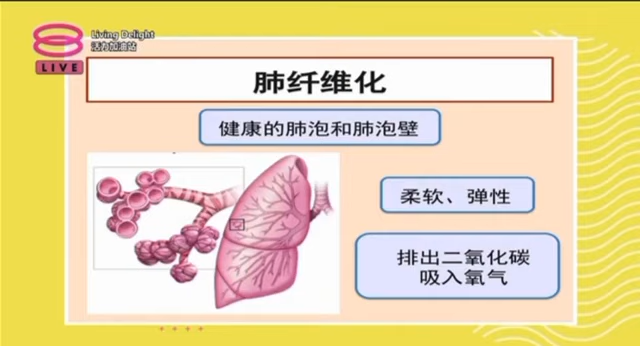 Living Delight
活力加油站
LIVE
肺纤维化
健康的肺泡和肺泡壁
柔软、弹性
排出二氧化碳
吸入氧气